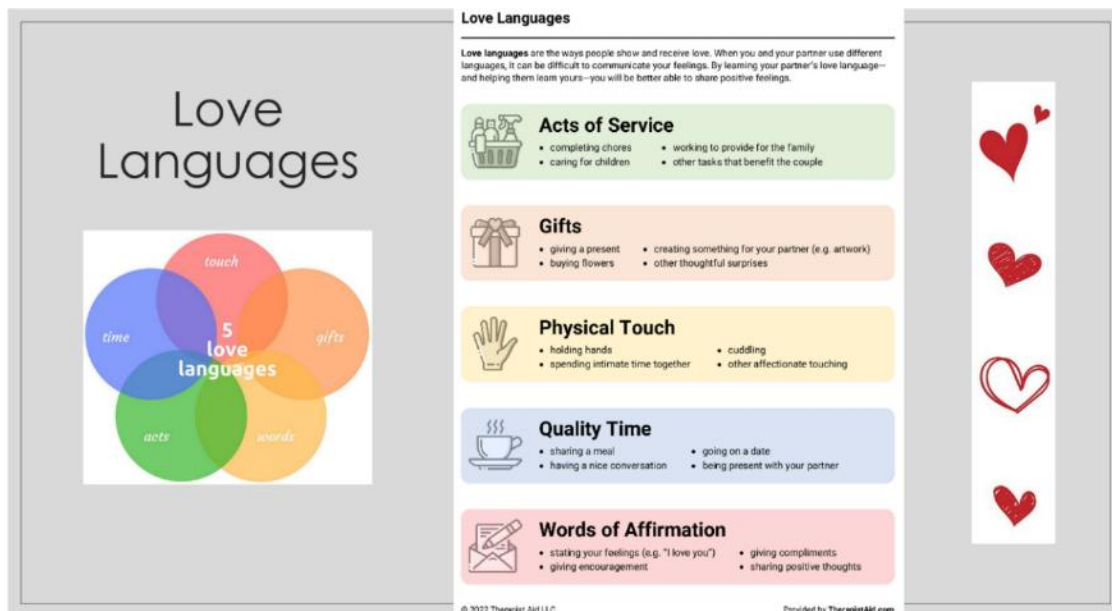 Love
Languages
touch
time
gifts
5
love
languages
acts
words
Love Languages
Love languages are the ways people show and receive love. When you and your partner use different
languages, it can be difficult to communicate your feelings. By learning your partner's love language—
and helping them learn yours—you will be better able to share positive feelings.
Acts of Service
• completing chores • working to provide for the family
• caring for children • other tasks that benefit the couple
Gifts
• giving a present • creating something for your partner (e.g. artwork)
• buying flowers • other thoughtful surprises
Physical Touch
• holding hands • cuddling
• spending intimate time together • other affectionate touching
Quality Time
• sharing a meal • going on a date
• having a nice conversation • being present with your partner
Words of Affirmation
• stating your feelings (e.g. "I love you") • giving compliments
• giving encouragement • sharing positive thoughts
© 2022 Therapist Aid LLC Provided by TherapistAid.com